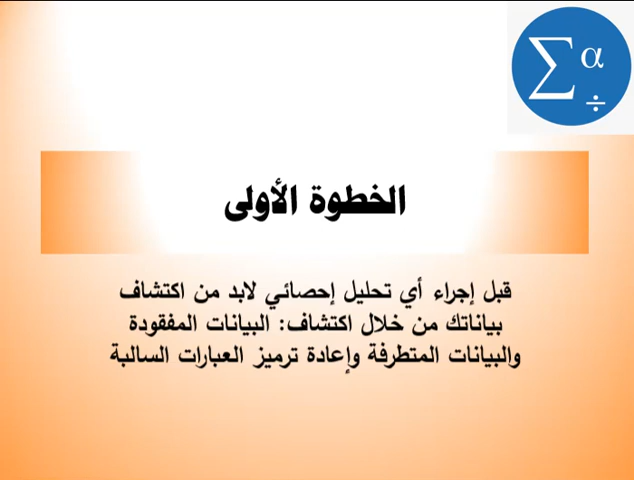 ∑ α ÷
الخطوة الأولى
قبل إجراء أي تحليل إحصائي لابد من اكتشاف
بياناتك من خلال اكتشاف: البيانات المفقودة
والبيانات المتطرفة وإعادة ترميز العبارات السالبة